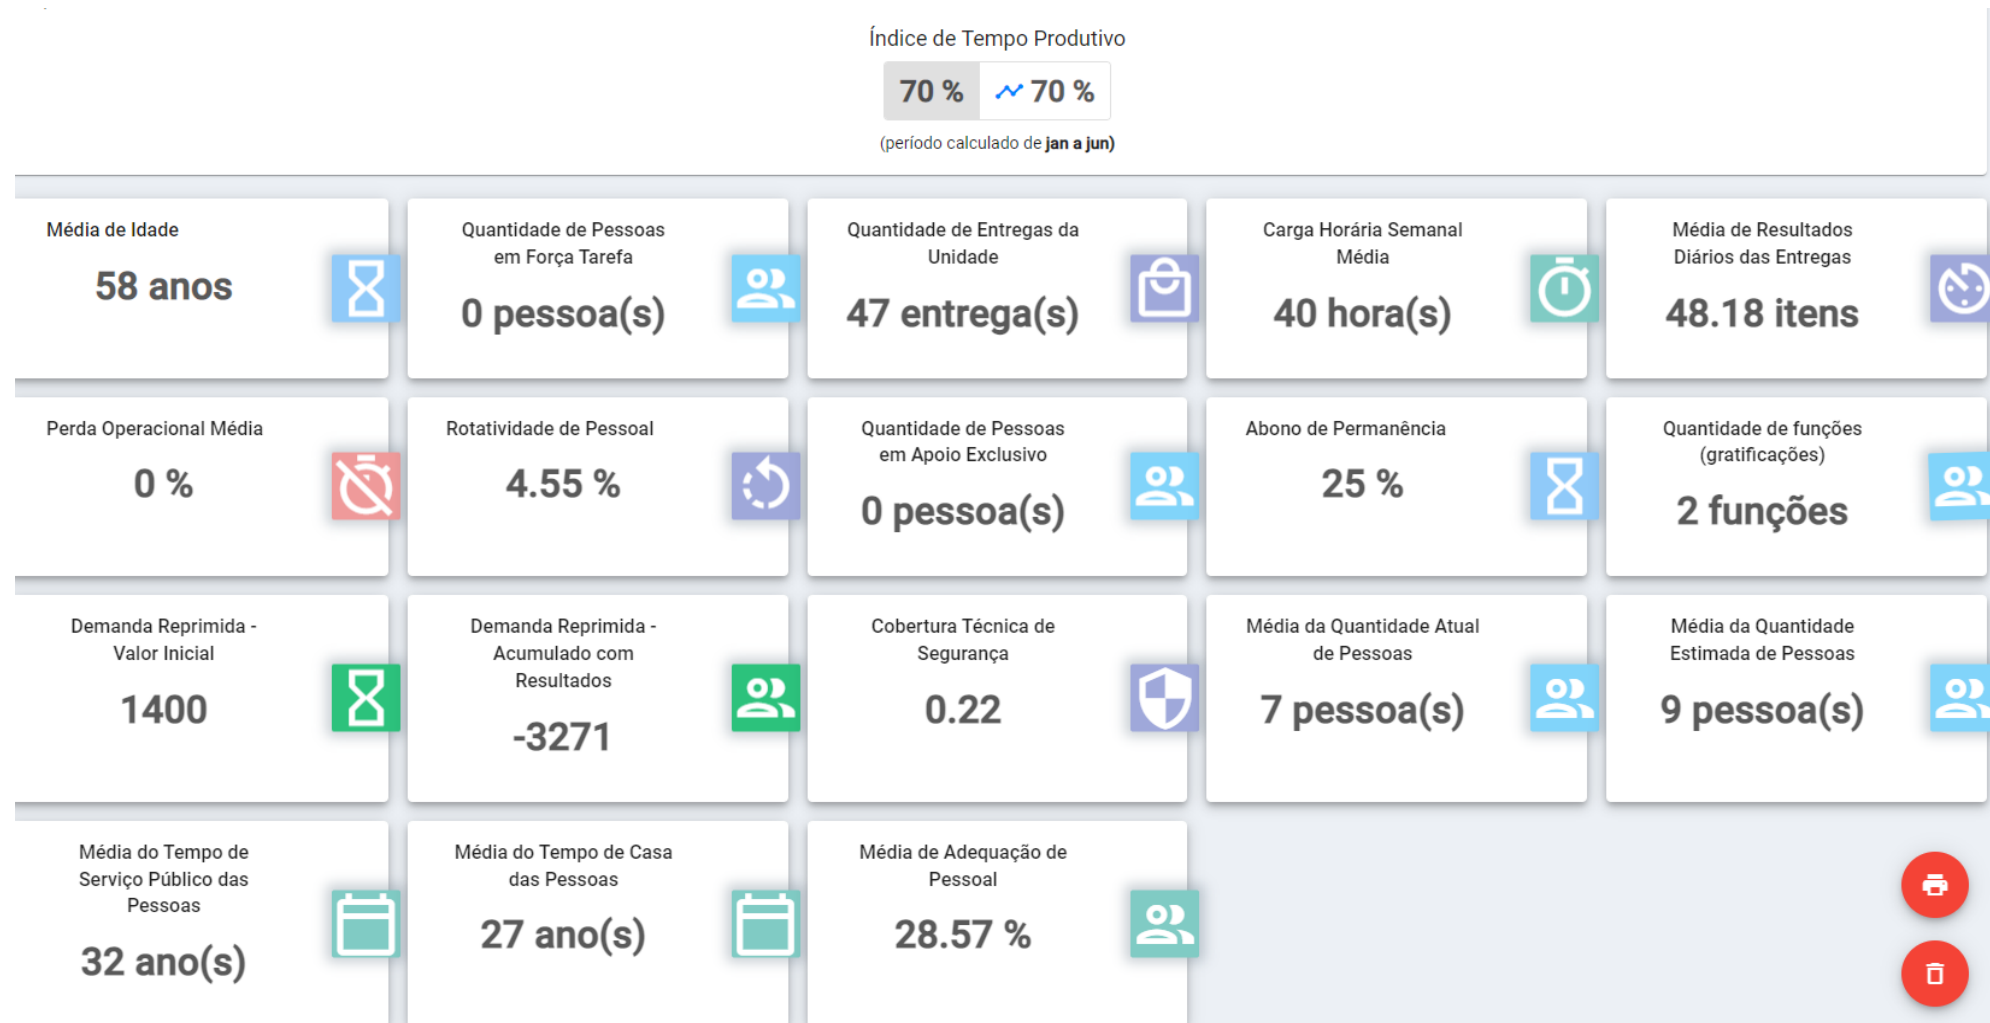 Índice de Tempo Produtivo
70 % 70 %
(período calculado de jan a jun)
Média de Idade
58 anos
Quantidade de Pessoas
em Força Tarefa
0 pessoa(s)
Quantidade de Entregas da
Unidade
47 entrega(s)
Carga Horária Semanal
Média
40 hora(s)
Média de Resultados
Diários das Entregas
48.18 itens
Perda Operacional Média
0 %
Rotatividade de Pessoal
4.55 %
Quantidade de Pessoas
em Apoio Exclusivo
0 pessoa(s)
Abono de Permanência
25 %
Quantidade de funções
(gratificações)
2 funções
Demanda Reprimida -
Valor Inicial
1400
Demanda Reprimida -
Acumulado com
Resultados
-3271
Cobertura Técnica de
Segurança
0.22
Média da Quantidade Atual
de Pessoas
7 pessoa(s)
Média da Quantidade
Estimada de Pessoas
9 pessoa(s)
Média do Tempo de
Serviço Público das
Pessoas
32 ano(s)
Média do Tempo de Casa
das Pessoas
27 ano(s)
Média de Adequação de
Pessoal
28.57 %